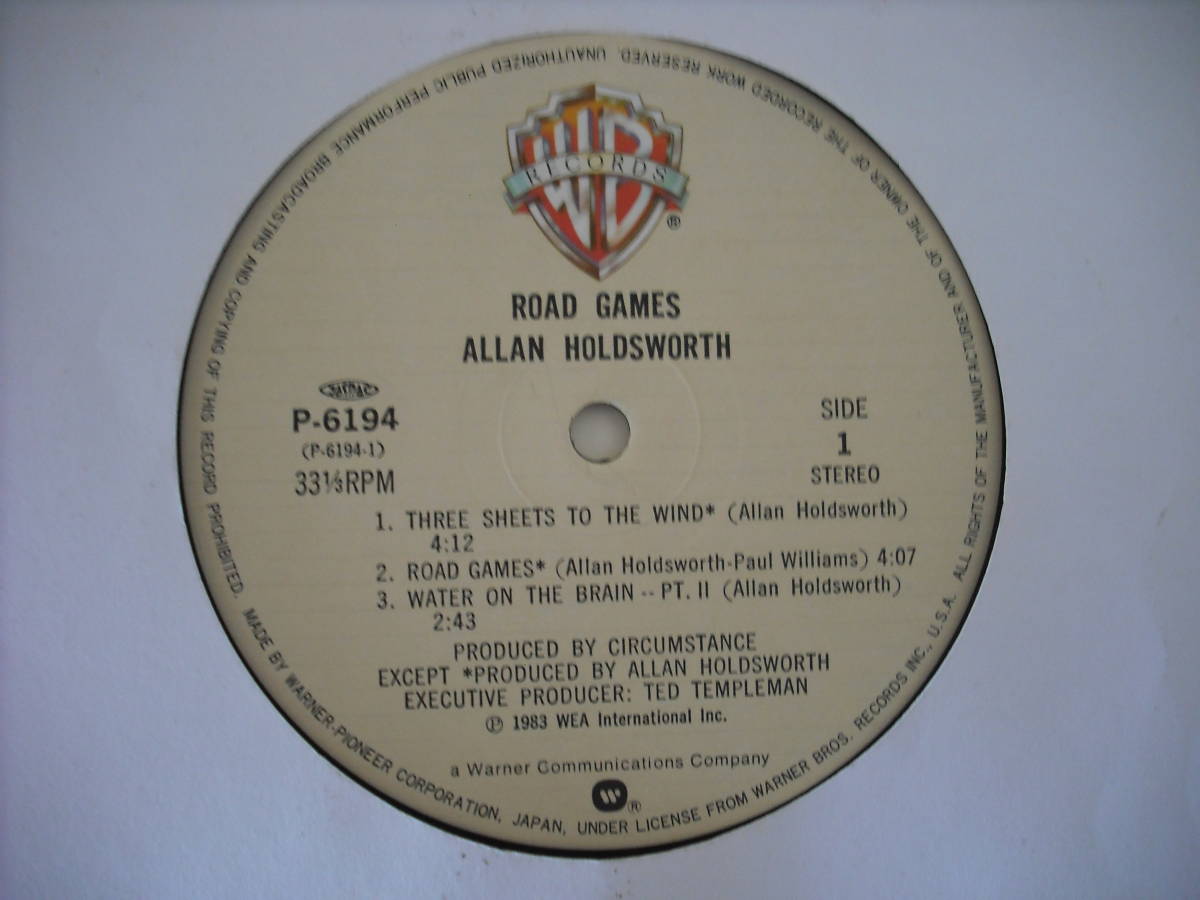 WB
RECORDS
®
ROAD GAMES
ALLAN HOLDSWORTH
JASRAC
P-6194
(P-6194-1)
33⅓RPM
SIDE
1
STEREO
1. THREE SHEETS TO THE WIND* (Allan Holdsworth)
4:12
2. ROAD GAMES* (Allan Holdsworth-Paul Williams) 4:07
3. WATER ON THE BRAIN -- PT. II (Allan Holdsworth)
2:43
PRODUCED BY CIRCUMSTANCE
EXCEPT *PRODUCED BY ALLAN HOLDSWORTH
EXECUTIVE PRODUCER: TED TEMPLEMAN
℗ 1983 WEA International Inc.
a Warner Communications Company
®
MADE BY WARNER-PIONEER CORPORATION, JAPAN, UNDER LICENSE FROM WARNER BROS. RECORDS INC., U.S.A. ALL RIGHTS OF THE MANUFACTURER AND OF THE OWNER OF THE RECORDED WORK RESERVED. UNAUTHORIZED PUBLIC PERFORMANCE BROADCASTING AND COPYING OF THIS RECORD PROHIBITED.